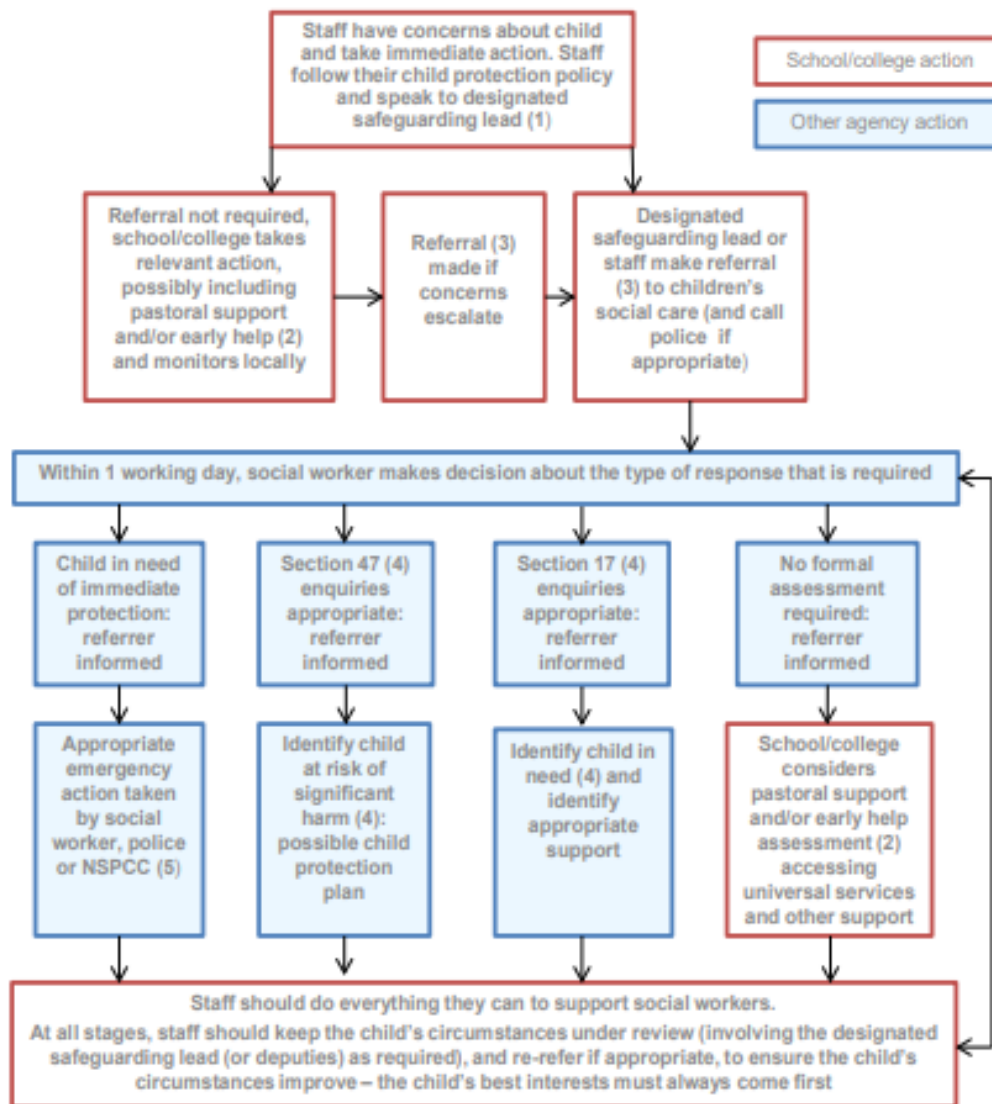 Staff have concerns about child
and take immediate action. Staff
follow their child protection policy
and speak to designated
safeguarding lead (1)
School/college action
Other agency action
Referral not required,
school/college takes
relevant action,
possibly including
pastoral support
and/or early help (2)
and monitors locally
Referral (3)
made if
concerns
escalate
Designated
safeguarding lead or
staff make referral
(3) to children's
social care (and call
police if
appropriate)
Within 1 working day, social worker makes decision about the type of response that is required
Child in need
of immediate
protection:
referrer
informed
Section 47 (4)
enquiries
appropriate:
referrer
informed
Section 17 (4)
enquiries
appropriate:
referrer
informed
No formal
assessment
required:
referrer
informed
Appropriate
emergency
action taken
by social
worker, police
or NSPCC (5)
Identify child
at risk of
significant
harm (4):
possible child
protection
plan
Identify child in
need (4) and
identify
appropriate
support
School/college
considers
pastoral support
and/or early help
assessment (2)
accessing
universal services
and other support
Staff should do everything they can to support social workers.
At all stages, staff should keep the child's circumstances under review (involving the designated
safeguarding lead (or deputies) as required), and re-refer if appropriate, to ensure the child's
circumstances improve – the child's best interests must always come first